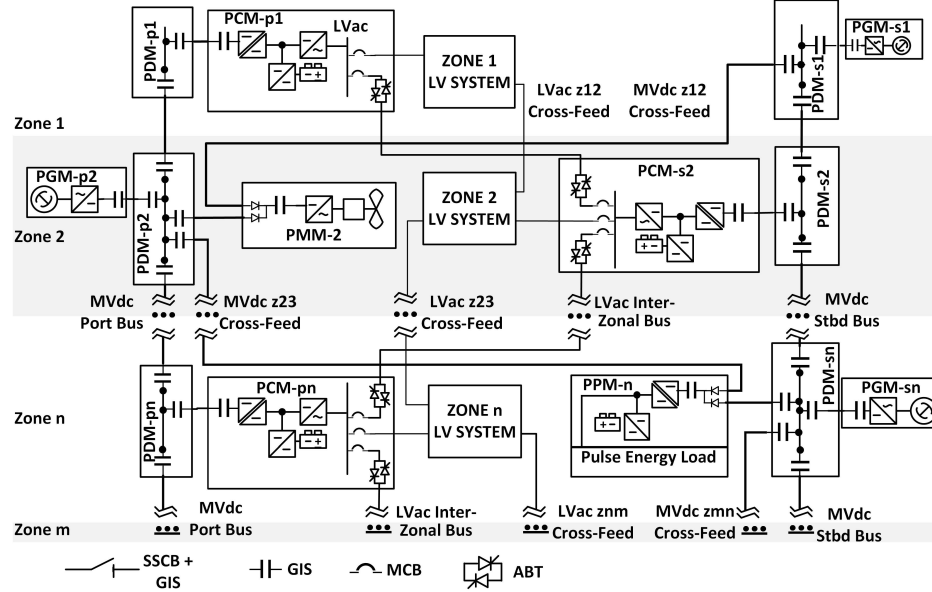 PDM-p1
PCM-p1
LVac
ZONE 1
LV SYSTEM
LVac z12
Cross-Feed
MVdc z12
Cross-Feed
PDM-s1
PGM-s1
Zone 1
PGM-p2
Zone 2
PDM-p2
PMM-2
ZONE 2
LV SYSTEM
PCM-s2
PDM-s2
MVdc
Port Bus
MVdc z23
Cross-Feed
LVac z23
Cross-Feed
LVac Inter-
Zonal Bus
MVdc
Stbd Bus
Zone n
PDM-pn
PCM-pn
ZONE n
LV SYSTEM
PPM-n
Pulse Energy Load
PDM-sn
PGM-sn
Zone m
MVdc
Port Bus
LVac Inter-
Zonal Bus
LVac znm
Cross-Feed
MVdc zmn
Cross-Feed
MVdc
Stbd Bus
SSCB +
GIS
GIS
MCB
ABT